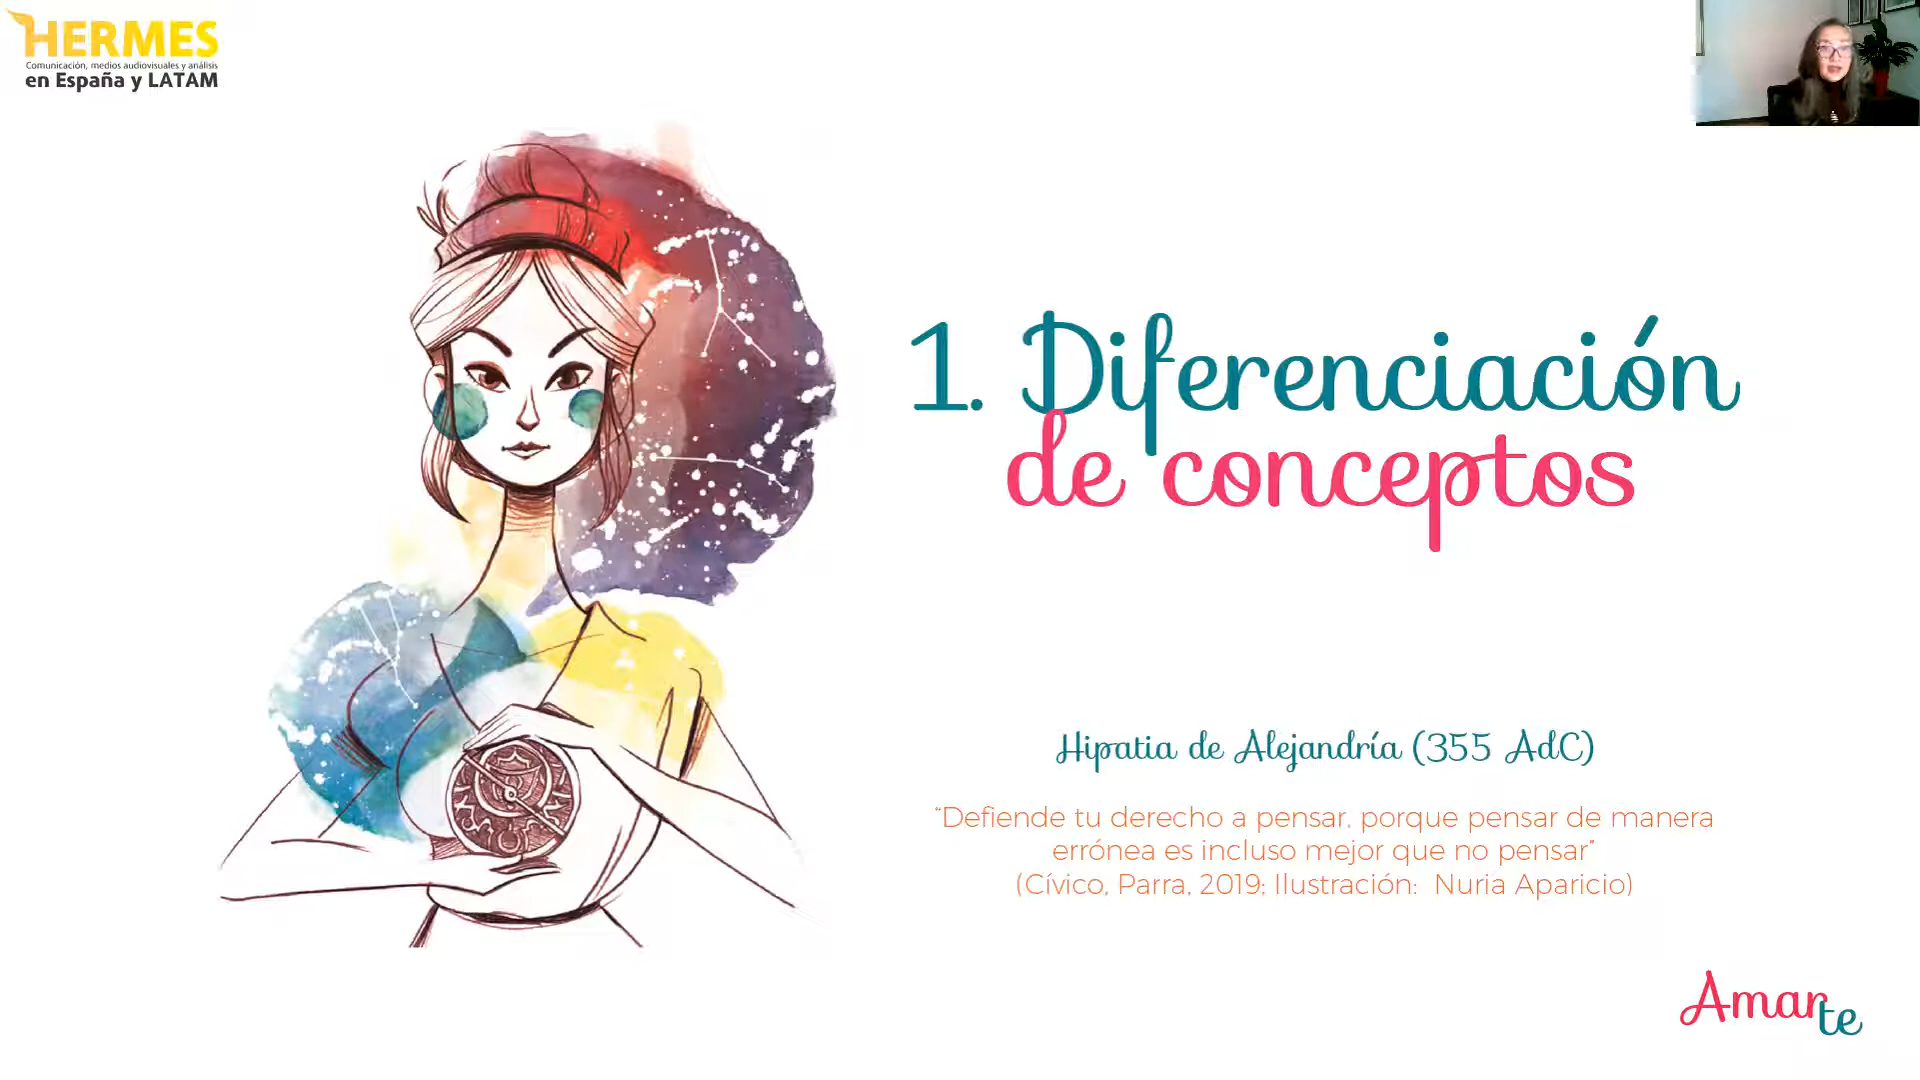 HERMES
Comunicación, medios audiovisuales y análisis
en España y LATAM
1. Diferenciación
de conceptos
Hipatia de Alejandría (355 AdC)
“Defiende tu derecho a pensar, porque pensar de manera
errónea es incluso mejor que no pensar”
(Cívico, Parra, 2019; Ilustración: Nuria Aparicio)
Amarte